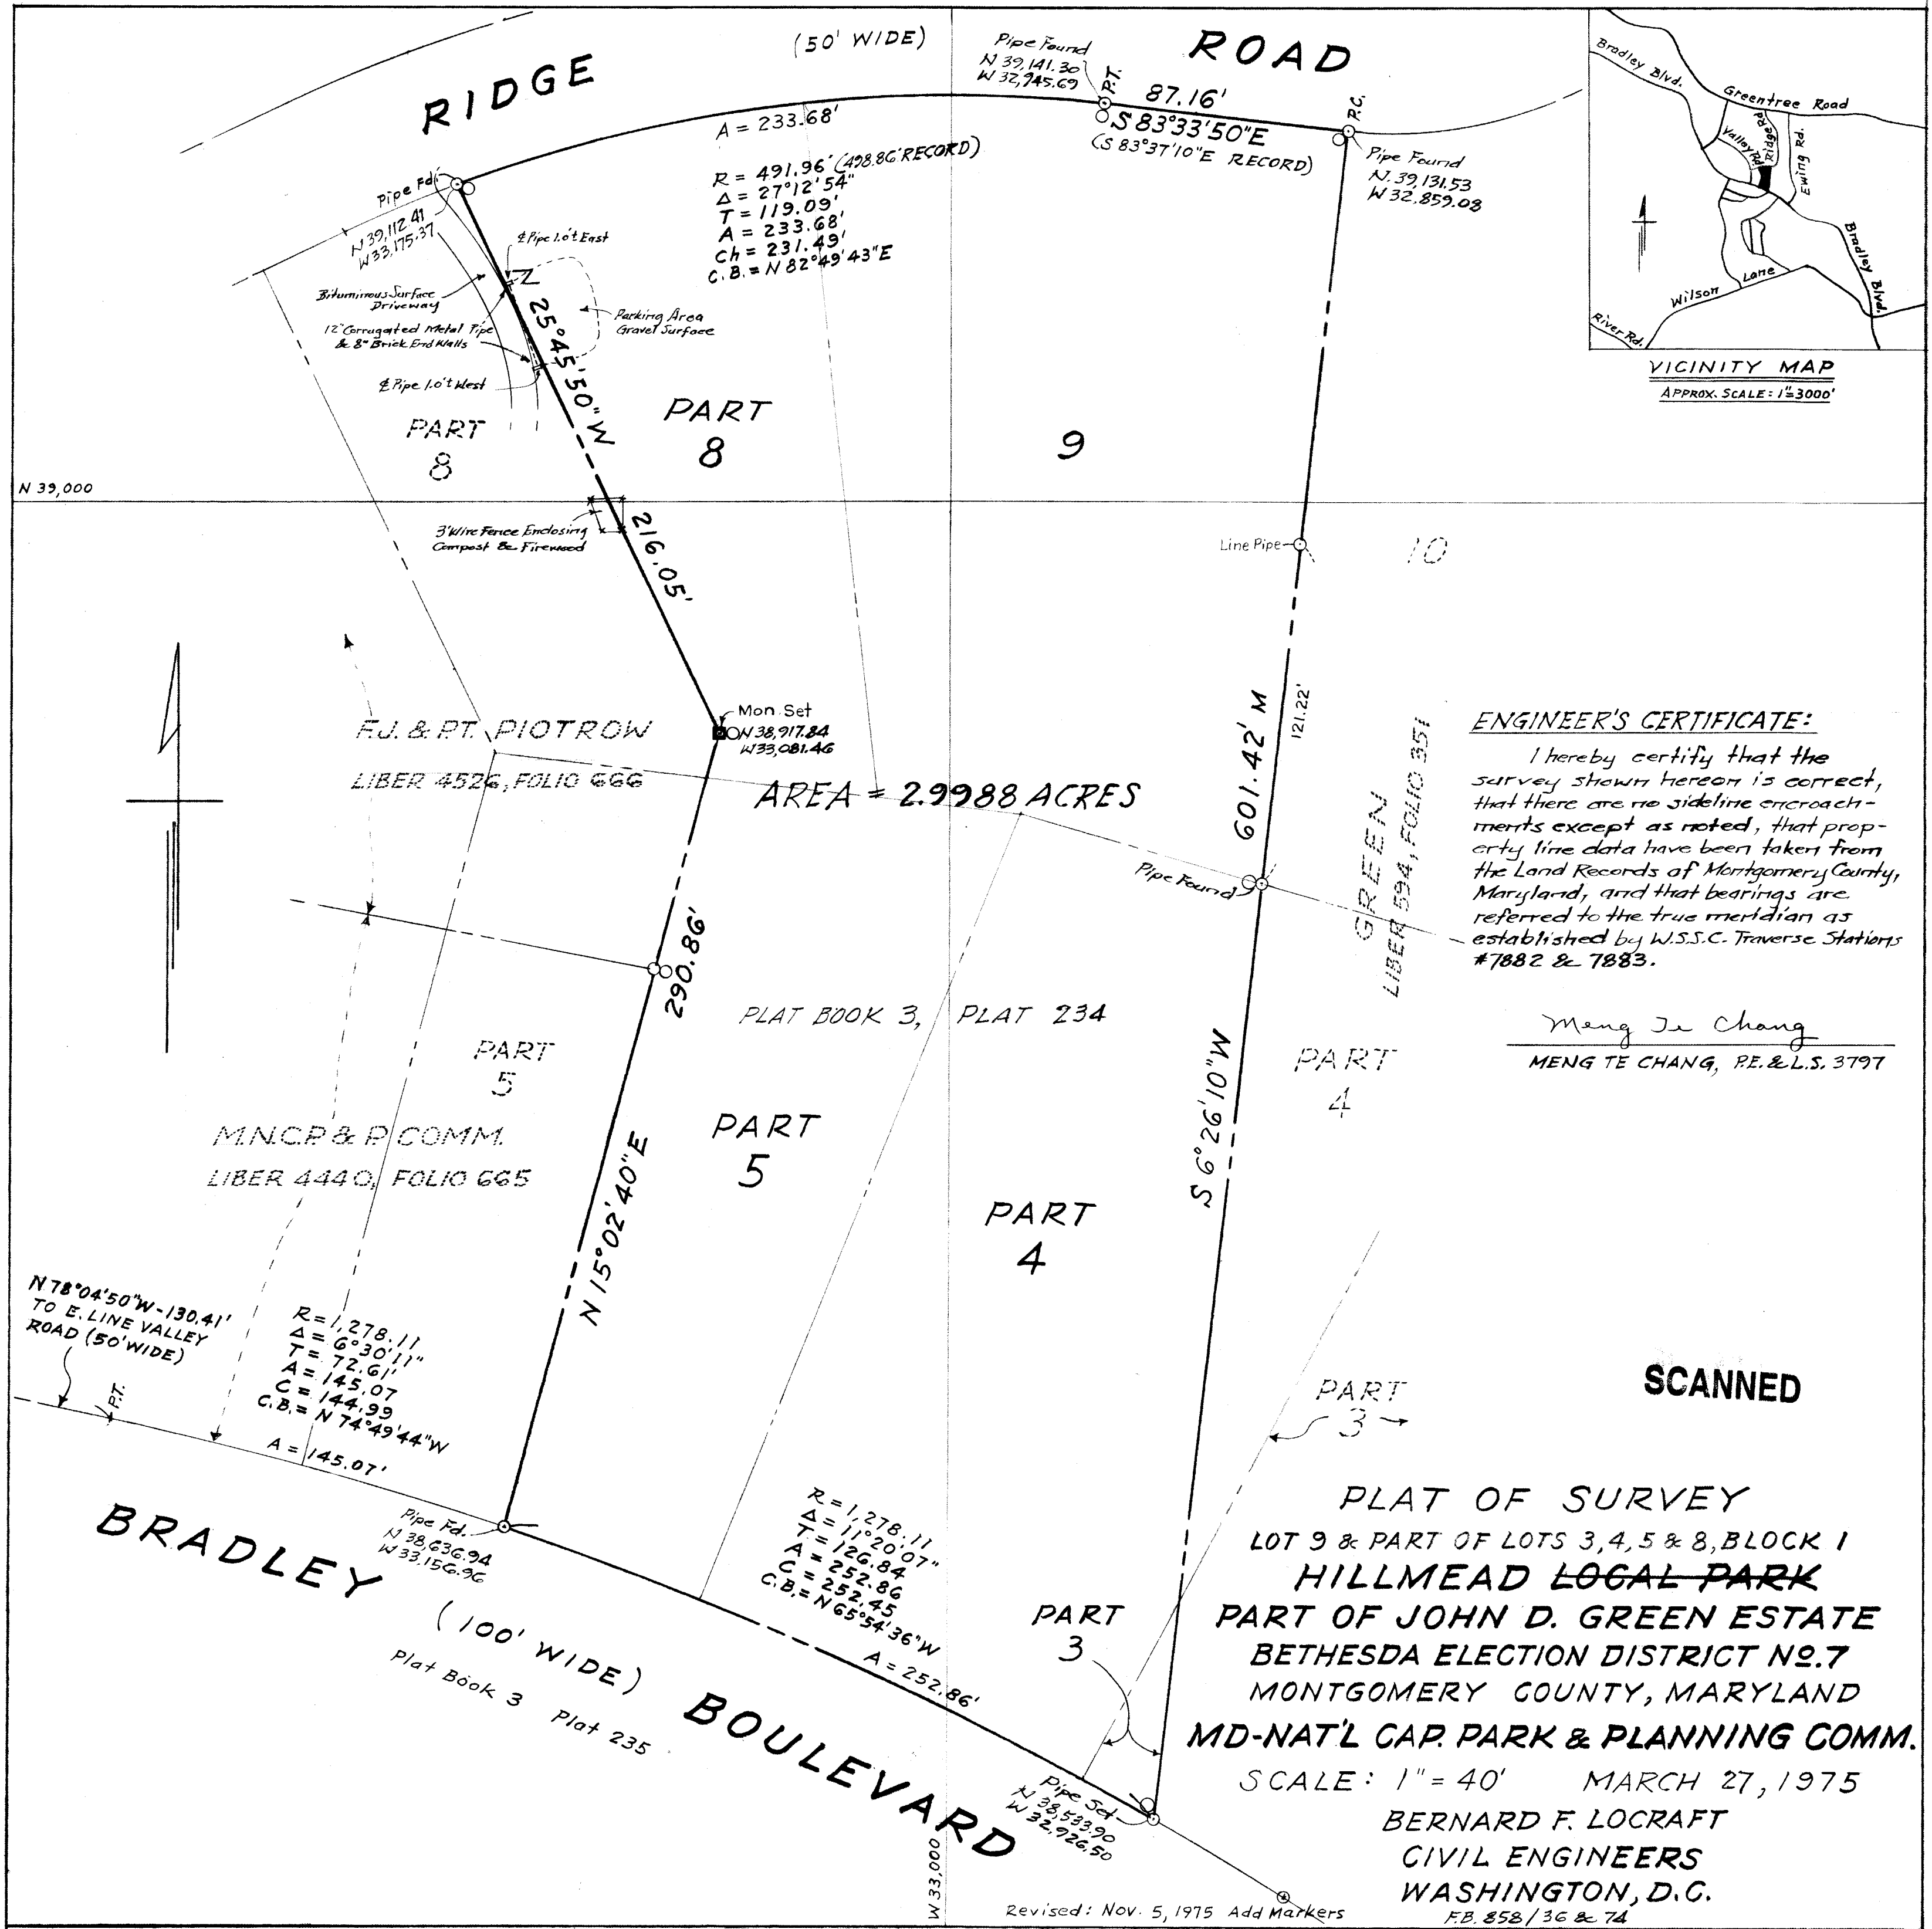 RIDGE
(50' WIDE)
ROAD
Pipe Found
N 39,141.30
W 32,945.69
P.T.
87.16'
S 83°33'50"E
(S 83°37'10"E RECORD)
P.C.
Pipe Found
N. 39,131.53
W 32,859.08
A = 233.68'
R = 491.96' (498.86' RECORD)
Δ = 27°12'54"
T = 119.09'
A = 233.68'
Ch = 231.49'
C.B. = N 82°49'43"E
Pipe Fd.
N 39,112.41
W 33,175.37
℄ Pipe 1.0'± East
Bituminous Surface
Driveway
12" Corrugated Metal Pipe
& 8" Brick End Walls
℄ Pipe 1.0'± West
Parking Area
Gravel Surface
N 25°45'50"W
216.05'
PART
8
PART
8
9
N 39,000
3' Wire Fence Enclosing
Compost & Firewood
Line Pipe
10
Bradley Blvd.
Greentree Road
Valley Rd.
Ridge Rd.
Ewing Rd.
Bradley Blvd.
Wilson Lane
River Rd.
VICINITY MAP
APPROX. SCALE: 1"=3000'
Mon. Set
N 38,917.84
W 33,081.46
F.J. & P.T. PIOTROW
LIBER 4526, FOLIO 666
AREA = 2.9988 ACRES
601.42' M
121.22'
GREEN
LIBER 594, FOLIO 351
Pipe Found
ENGINEER'S CERTIFICATE:
I hereby certify that the
survey shown hereon is correct,
that there are no sideline encroach-
ments except as noted, that prop-
erty line data have been taken from
the Land Records of Montgomery County,
Maryland, and that bearings are
referred to the true meridian as
established by W.S.S.C. Traverse Stations
#7882 & 7883.
Meng Te Chang
MENG TE CHANG, P.E. & L.S. 3797
290.86'
PLAT BOOK 3, PLAT 234
PART
5
M.N.C.P. & P. COMM.
LIBER 4440, FOLIO 665
PART
5
N 15°02'40"E
S 6°26'10"W
PART
4
PART
4
N 78°04'50"W-130.41'
TO E. LINE VALLEY
ROAD (50' WIDE)
P.T.
R = 1,278.11
Δ = 6°30'11"
T = 72.61'
A = 145.07
C = 144.99
C.B. = N 74°49'44"W
A = 145.07'
PART
3
SCANNED
Pipe Fd.
N 38,636.94
W 33,156.96
R = 1,278.11
Δ = 11°20'07"
T = 126.84
A = 252.86
C = 252.45
C.B. = N 65°54'36"W
A = 252.86'
BRADLEY
(100' WIDE)
BOULEVARD
Plat Book 3 Plat 235
PART
3
Pipe Set
N 38,533.90
W 32,926.50
W 33,000
Revised: Nov. 5, 1975 Add Markers
PLAT OF SURVEY
LOT 9 & PART OF LOTS 3,4,5 & 8, BLOCK 1
HILLMEAD LOCAL PARK
PART OF JOHN D. GREEN ESTATE
BETHESDA ELECTION DISTRICT NO. 7
MONTGOMERY COUNTY, MARYLAND
MD-NAT'L CAP. PARK & PLANNING COMM.
SCALE: 1" = 40' MARCH 27, 1975
BERNARD F. LOCRAFT
CIVIL ENGINEERS
WASHINGTON, D.C.
F.B. 858/36 & 74